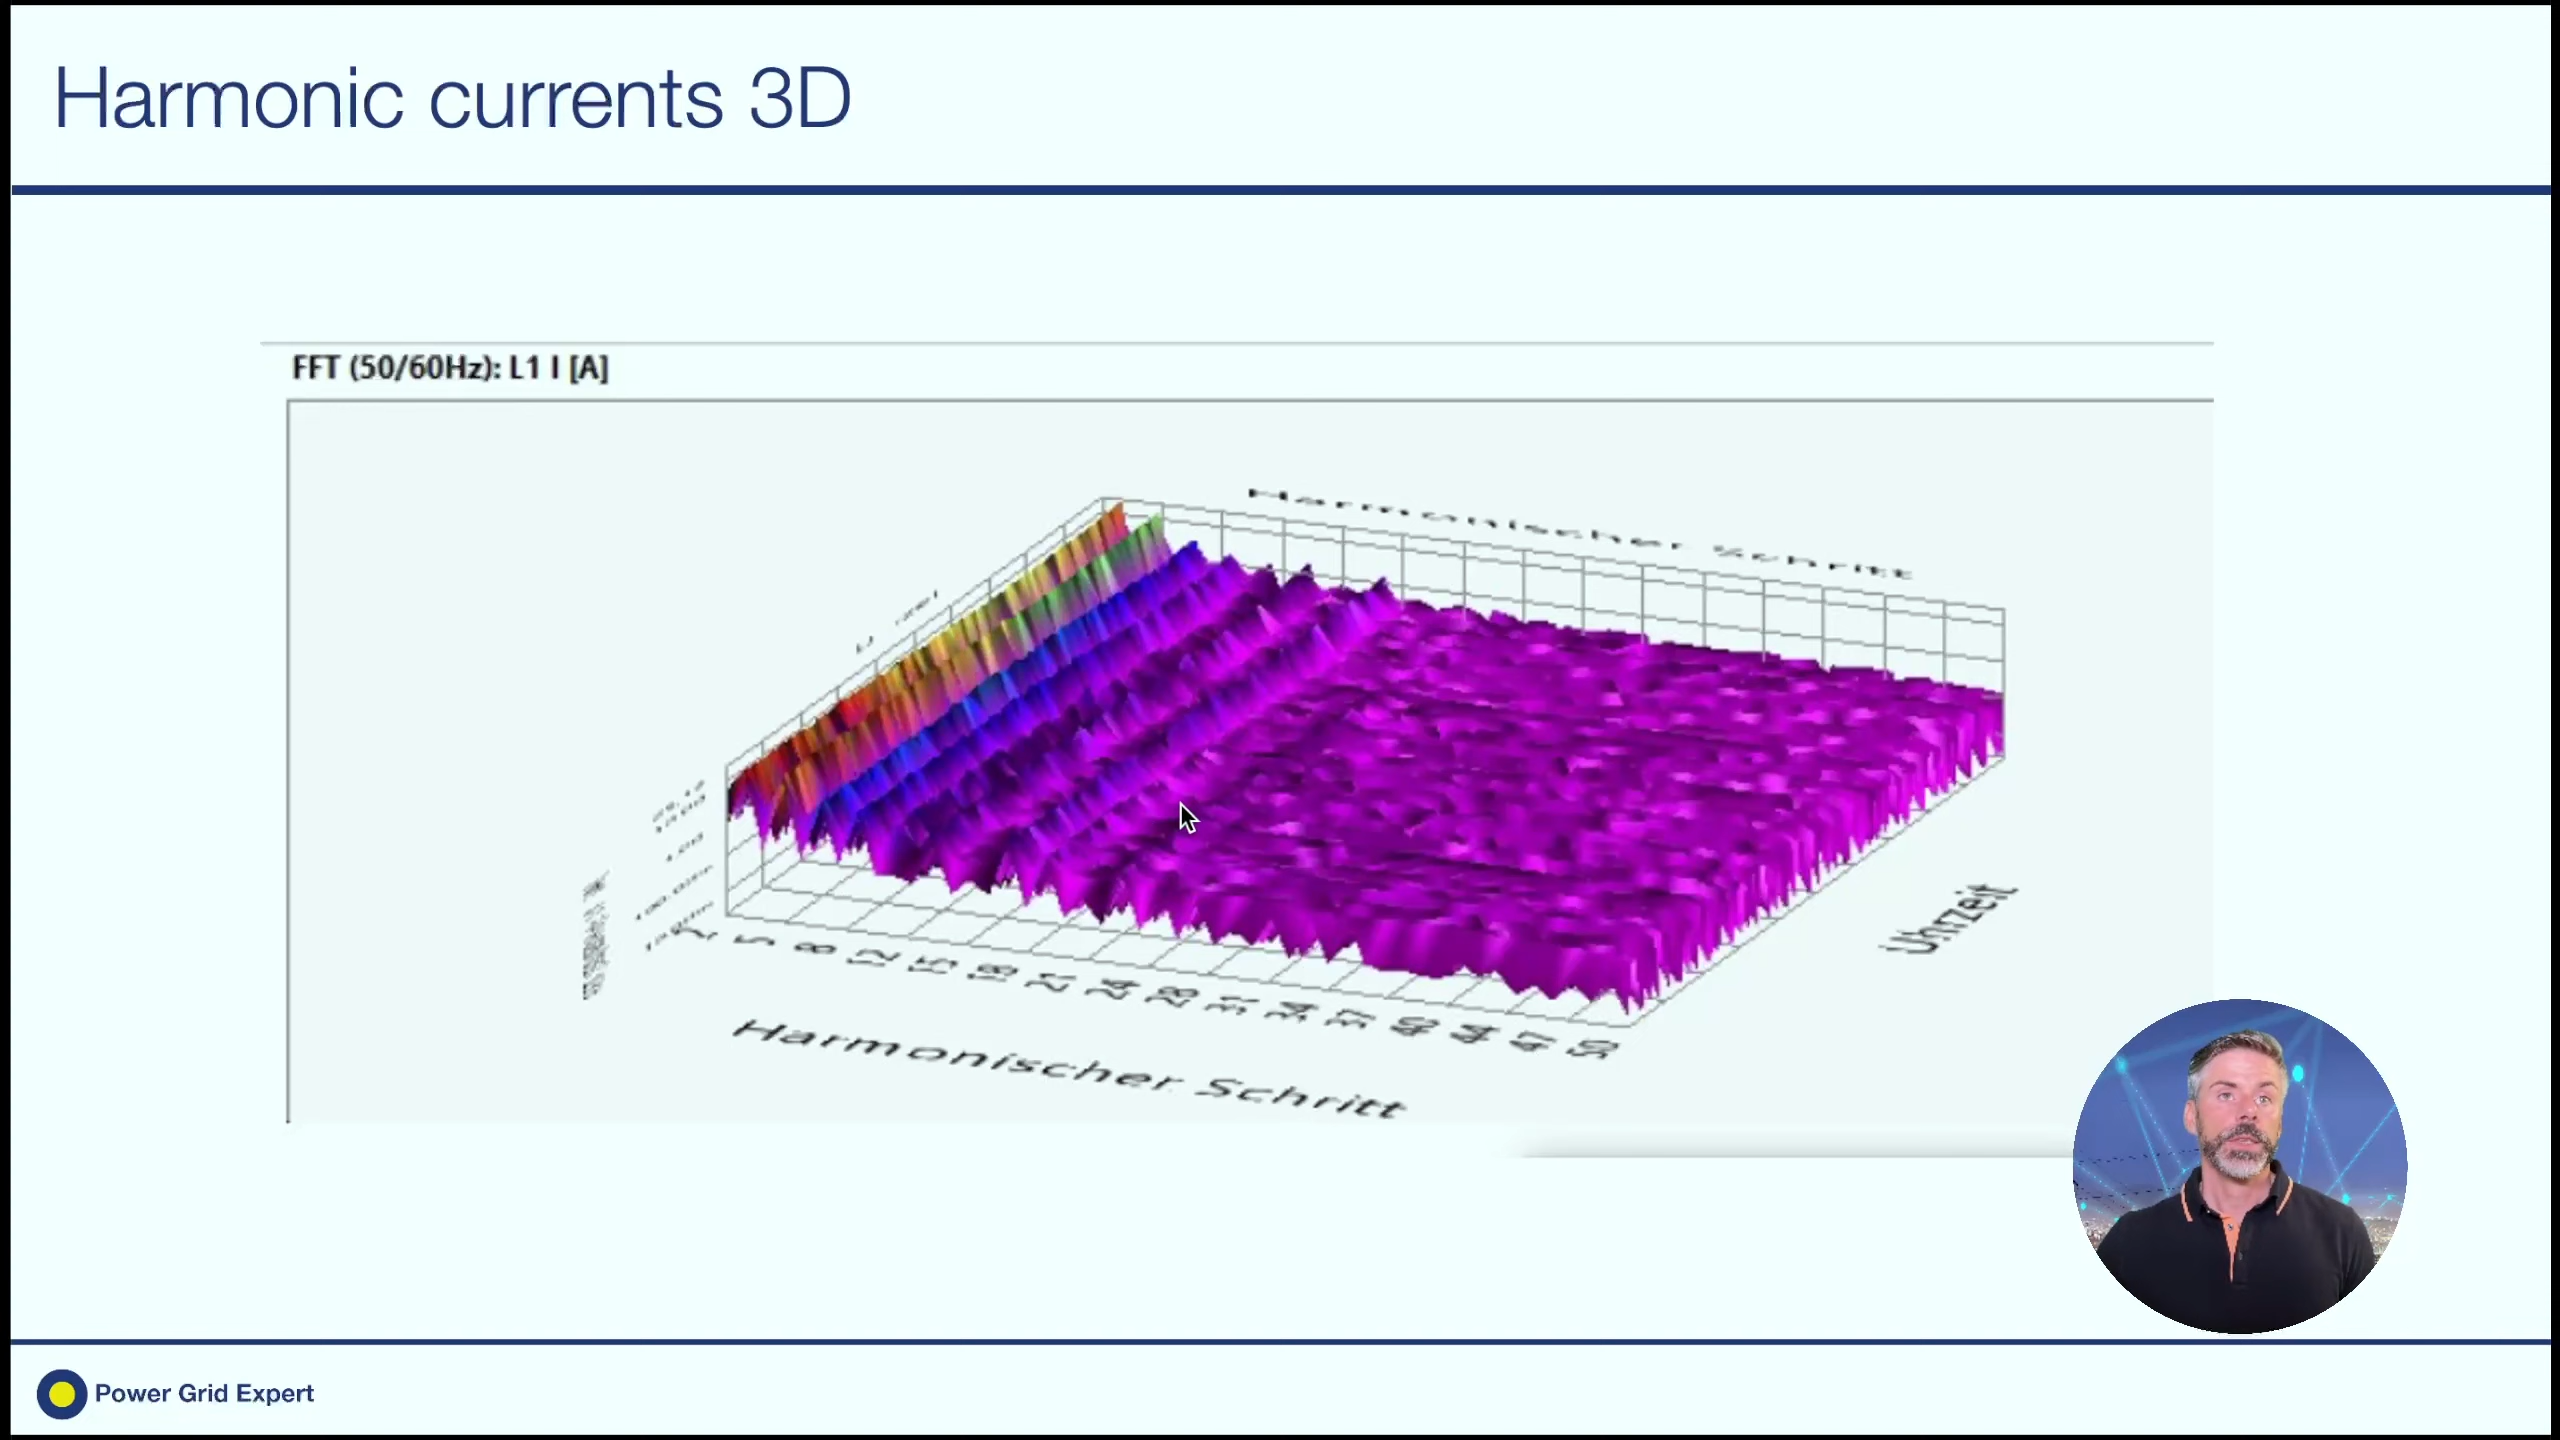 Harmonic currents 3D
FFT (50/60Hz): L1 I [A]
Harmonischer Schritt
Uhrzeit
2 5 8 12 15 18 21 24 28 31 34 37 40 44 47 50
Harmonischer Schritt
Power Grid Expert